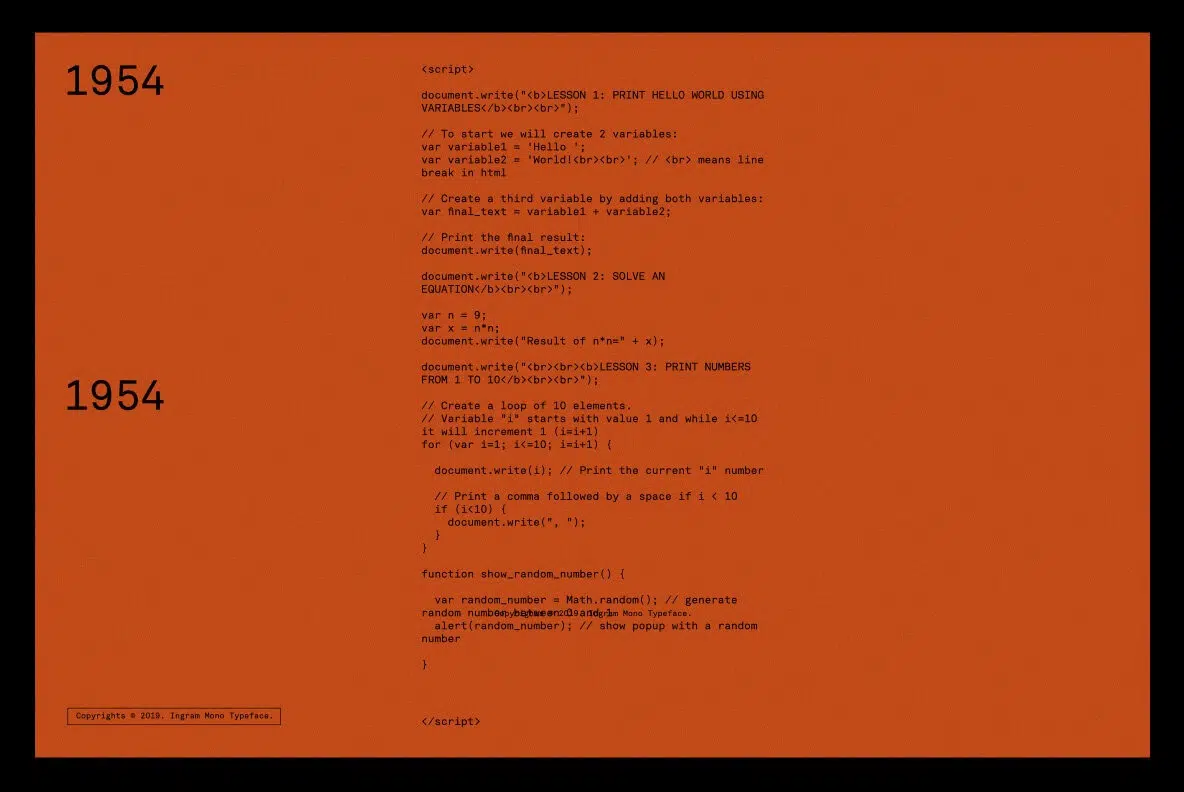 1954
<script>
document.write("<b>LESSON 1: PRINT HELLO WORLD USING
VARIABLES</b><br><br>");
// To start we will create 2 variables:
var variable1 = 'Hello ';
var variable2 = 'World!<br><br>'; // <br> means line
break in html
// Create a third variable by adding both variables:
var final_text = variable1 + variable2;
// Print the final result:
document.write(final_text);
document.write("<b>LESSON 2: SOLVE AN
EQUATION</b><br><br>");
var n = 9;
var x = n*n;
document.write("Result of n*n=" + x);
document.write("<br><br><b>LESSON 3: PRINT NUMBERS
FROM 1 TO 10</b><br><br>");
1954
// Create a loop of 10 elements.
// Variable "i" starts with value 1 and while i<=10
it will increment 1 (i=i+1)
for (var i=1; i<=10; i=i+1) {
document.write(i); // Print the current "i" number
// Print a comma followed by a space if i < 10
if (i<10) {
document.write(", ");
}
}
function show_random_number() {
var random_number = Math.random(); // generate
random number between 0 and 1
Copyrights © 2019. Ingram Mono Typeface.
alert(random_number); // show popup with a random
number
}
Copyrights © 2019. Ingram Mono Typeface.
</script>